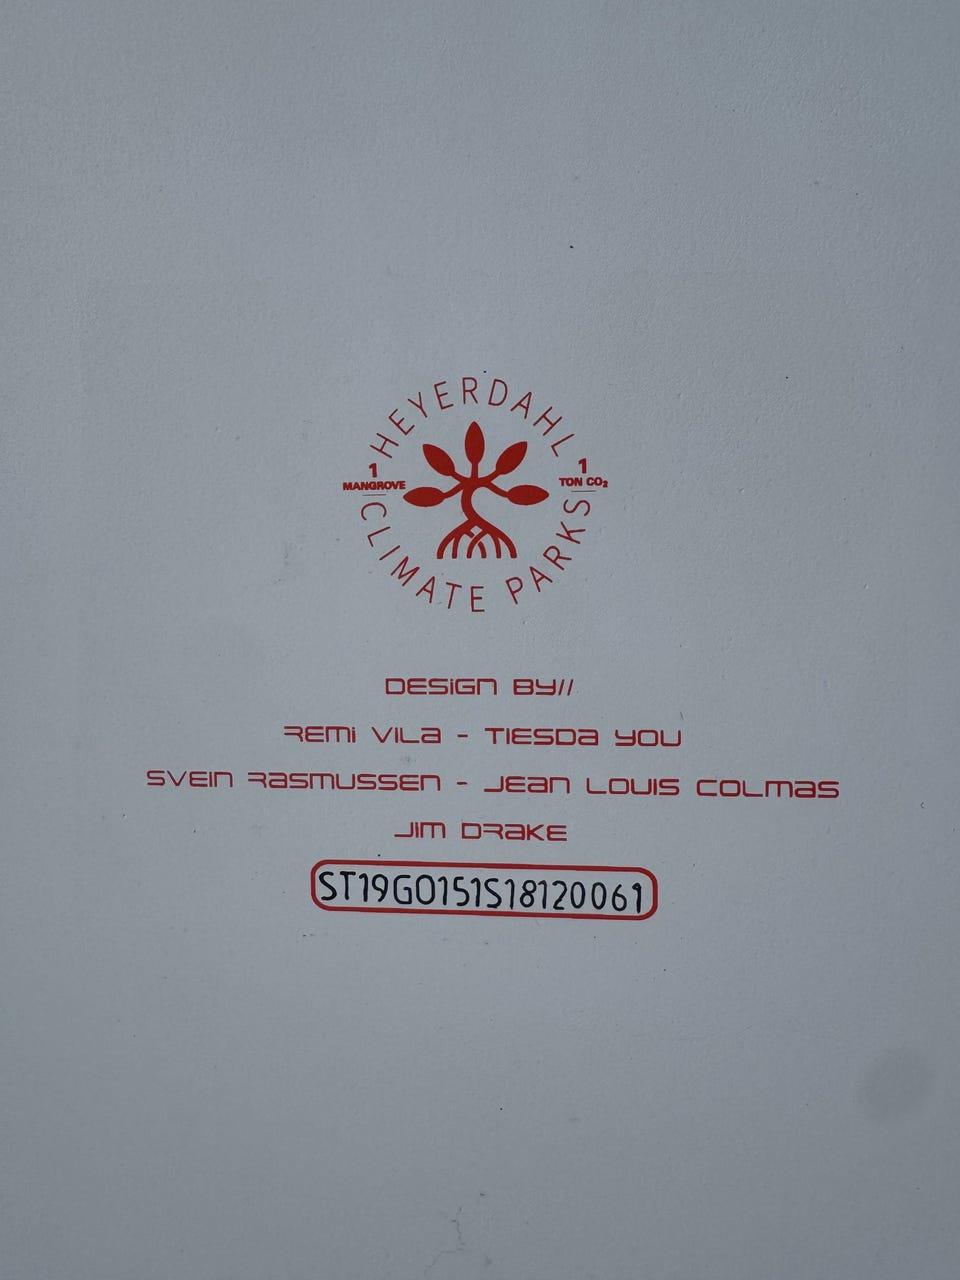 HEYERDAHL
1
MANGROVE
1
TON CO₂
CLIMATE PARKS
DESIGN BY//
REMI VILA - TIESDA YOU
SVEIN RASMUSSEN - JEAN LOUIS COLMAS
JIM DRAKE
ST19GO151S18120061